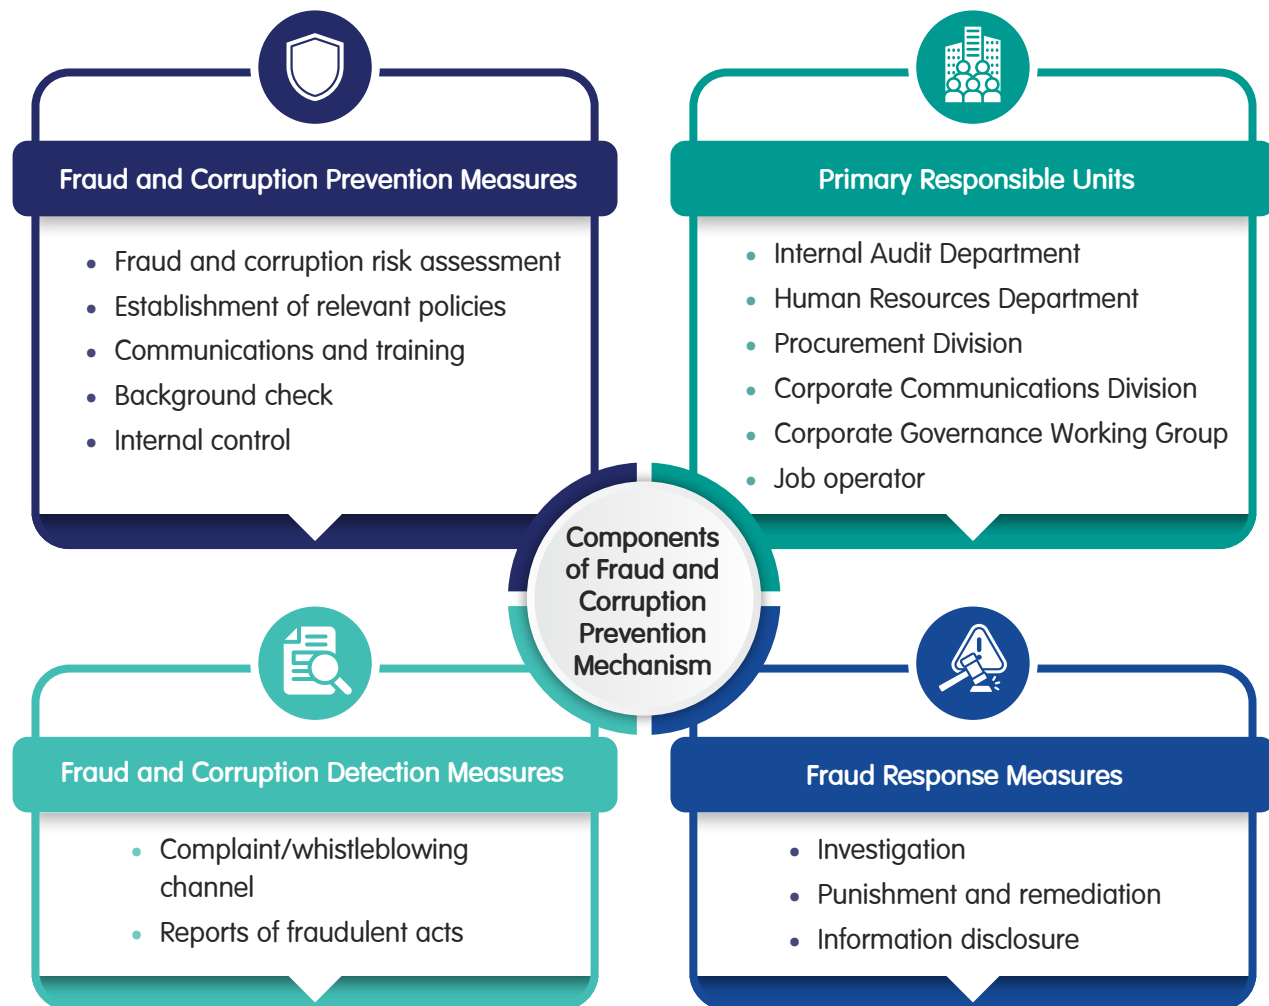 Fraud and Corruption Prevention Measures
• Fraud and corruption risk assessment
• Establishment of relevant policies
• Communications and training
• Background check
• Internal control
Primary Responsible Units
• Internal Audit Department
• Human Resources Department
• Procurement Division
• Corporate Communications Division
• Corporate Governance Working Group
• Job operator
Components
of Fraud and
Corruption
Prevention
Mechanism
Fraud and Corruption Detection Measures
• Complaint/whistleblowing
channel
• Reports of fraudulent acts
Fraud Response Measures
• Investigation
• Punishment and remediation
• Information disclosure